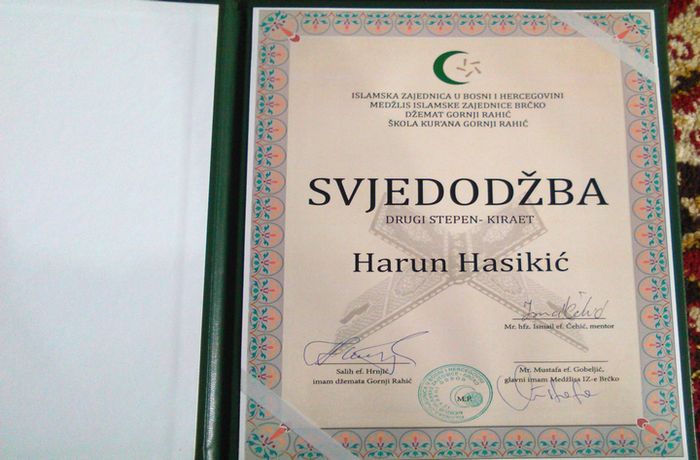 ISLAMSKA ZAJEDNICA U BOSNI I HERCEGOVINI
MEDŽLIS ISLAMSKE ZAJEDNICE BRČKO
DŽEMAT GORNJI RAHIĆ
ŠKOLA KUR'ANA GORNJI RAHIĆ
SVJEDODŽBA
DRUGI STEPEN- KIRAET
Harun Hasikić
Mr. hfz. Ismail ef. Čehić, mentor
Salih ef. Hrnjić
imam džemata Gornji Rahić
M.P.
Mr. Mustafa ef. Gobeljić,
glavni imam Medžlisa IZ-e Brčko